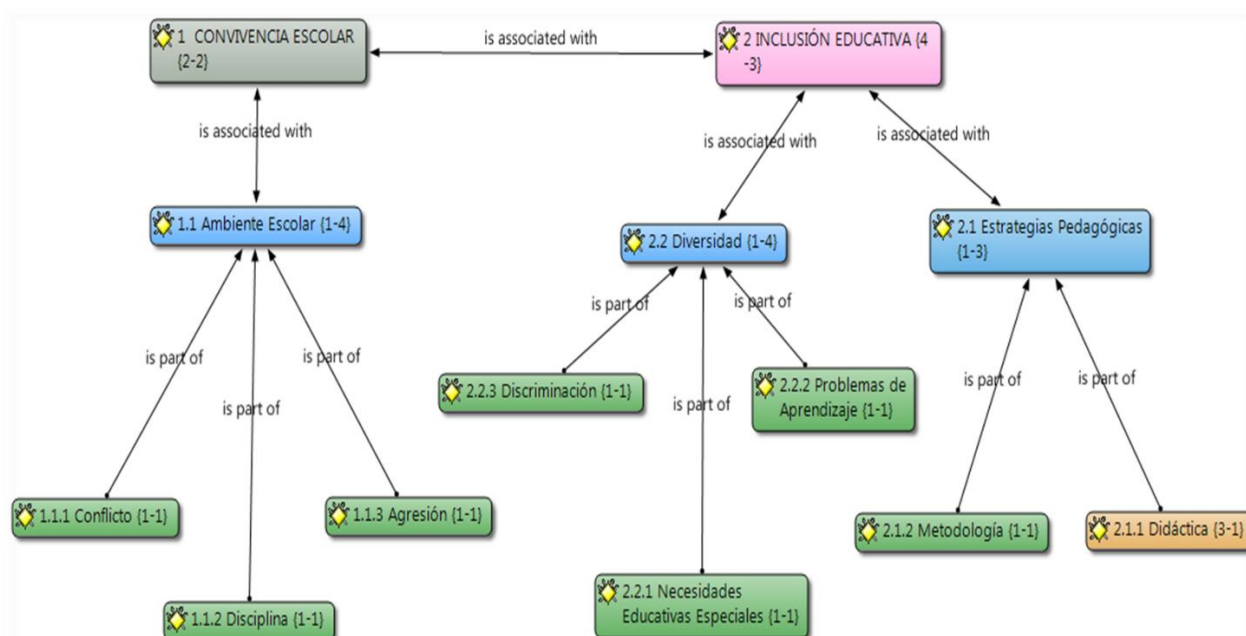 1 CONVIVENCIA ESCOLAR
{2-2}
is associated with
2 INCLUSIÓN EDUCATIVA {4
-3}
is associated with
is associated with
is associated with
1.1 Ambiente Escolar {1-4}
2.2 Diversidad {1-4}
2.1 Estrategias Pedagógicas
{1-3}
is part of
is part of
is part of
is part of
is part of
is part of
is part of
is part of
2.2.3 Discriminación {1-1}
2.2.2 Problemas de
Aprendizaje {1-1}
1.1.1 Conflicto {1-1}
1.1.3 Agresión {1-1}
2.1.2 Metodología {1-1}
2.1.1 Didáctica {3-1}
1.1.2 Disciplina {1-1}
2.2.1 Necesidades
Educativas Especiales {1-1}